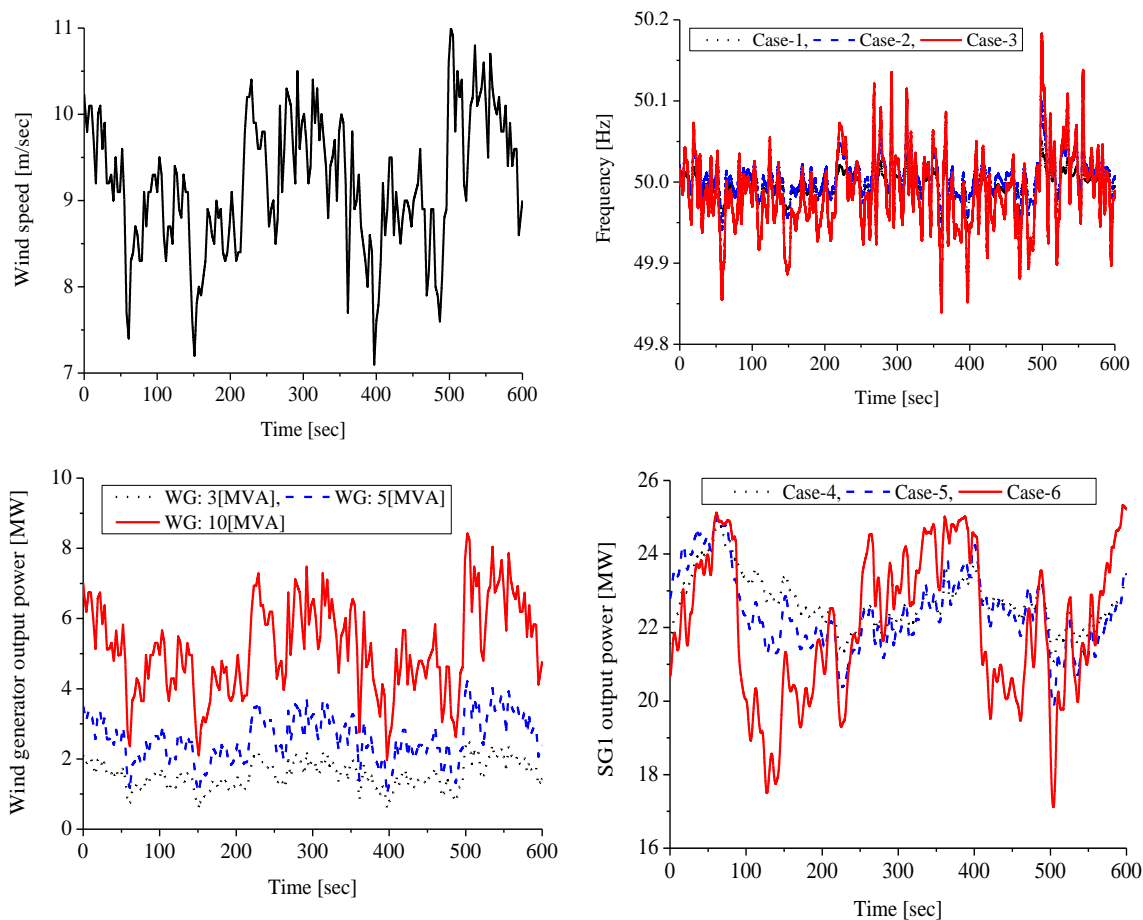 Wind speed [m/sec]
11
10
9
8
7
0 100 200 300 400 500 600
Time [sec]
Frequency [Hz]
Case-1, Case-2, Case-3
50.2
50.1
50.0
49.9
49.8
0 100 200 300 400 500 600
Time [sec]
Wind generator output power [MW]
WG: 3[MVA], WG: 5[MVA]
WG: 10[MVA]
10
8
6
4
2
0
0 100 200 300 400 500 600
Time [sec]
SG1 output power [MW]
Case-4, Case-5, Case-6
26
24
22
20
18
16
0 100 200 300 400 500 600
Time [sec]